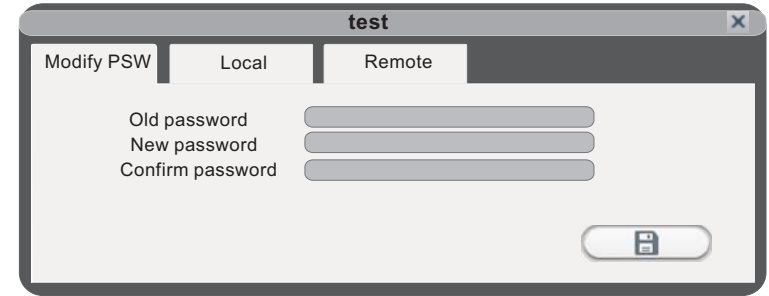 test
Modify PSW Local Remote
Old password
New password
Confirm password